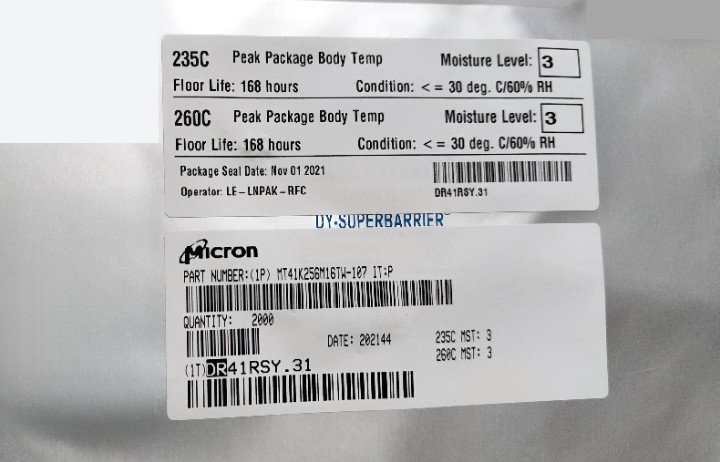 235C Peak Package Body Temp Moisture Level: 3
Floor Life: 168 hours Condition: < = 30 deg. C/60% RH
260C Peak Package Body Temp Moisture Level: 3
Floor Life: 168 hours Condition: < = 30 deg. C/60% RH
Package Seal Date: Nov 01 2021
Operator: LE-LNPAK-RFC DR41RSY.31
DY-SUPERBARRIER
Micron
PART NUMBER:(1P) MT41K256M16TW-107 IT:P
QUANTITY: 2000
DATE: 202144 235C MST: 3
260C MST: 3
(1T)DR41RSY.31